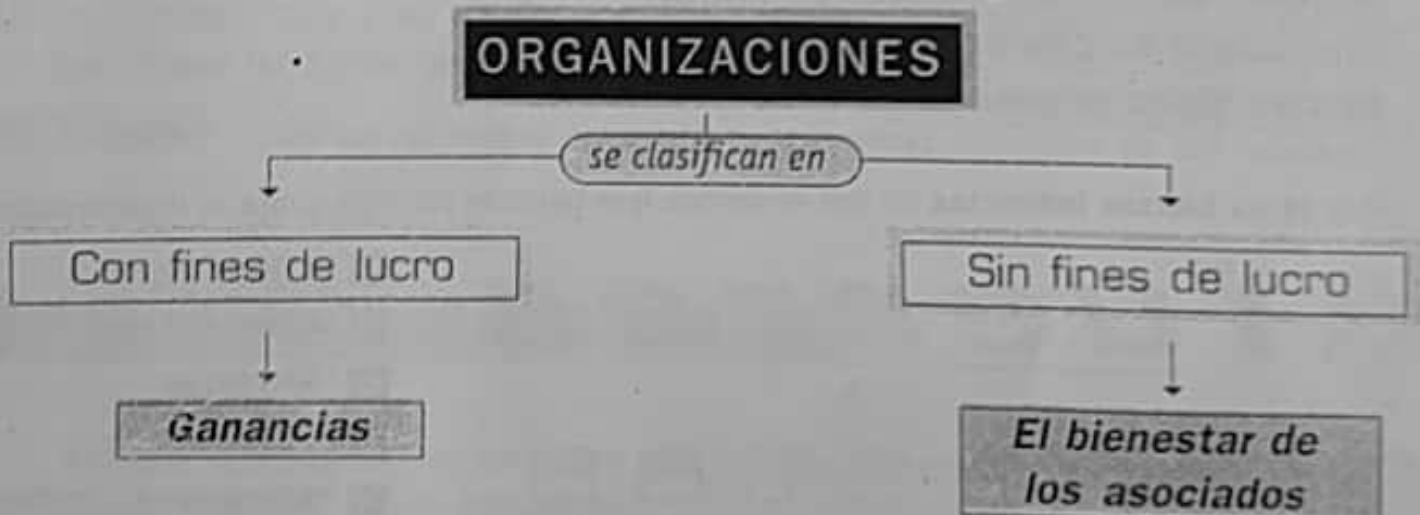 ORGANIZACIONES
se clasifican en
Con fines de lucro
Sin fines de lucro
Ganancias
El bienestar de
los asociados